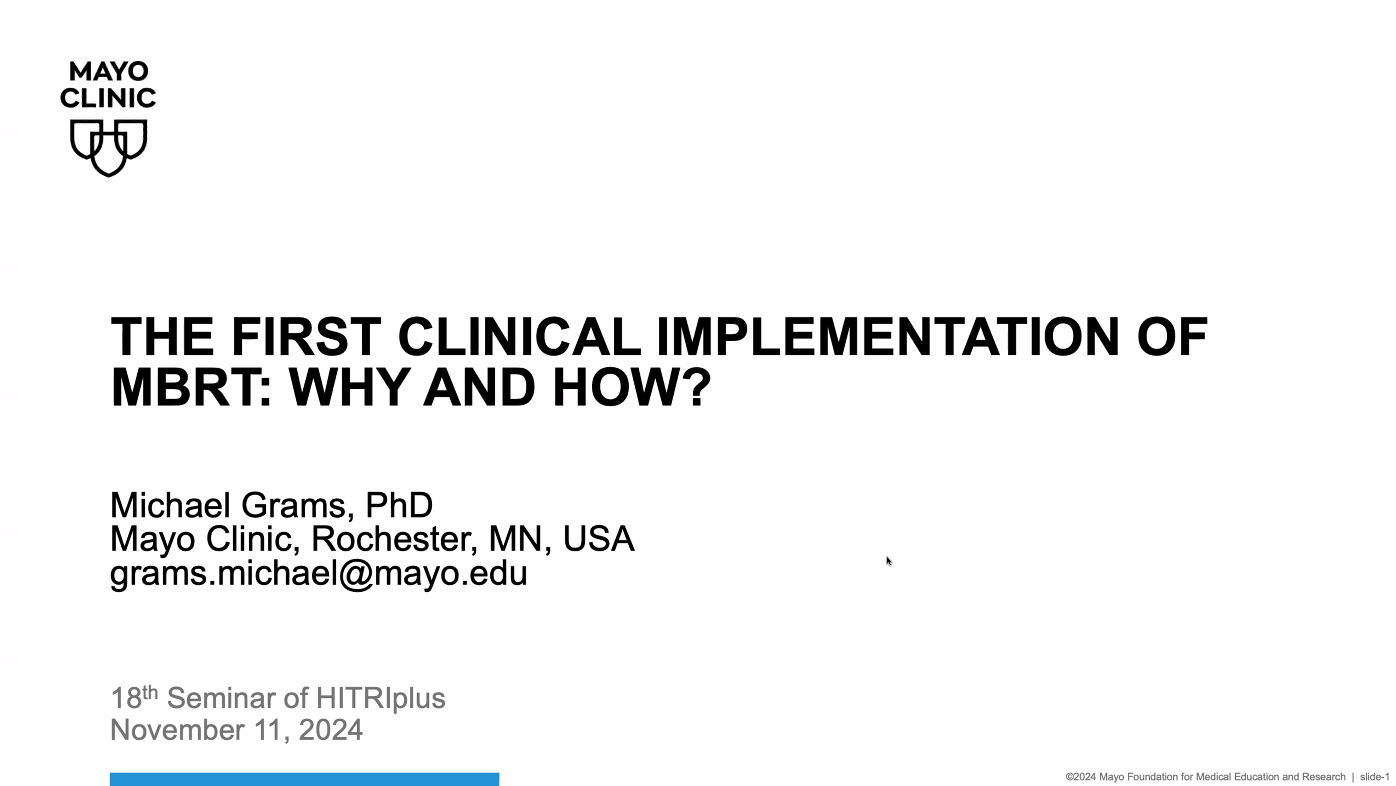 MAYO
CLINIC
THE FIRST CLINICAL IMPLEMENTATION OF
MBRT: WHY AND HOW?
Michael Grams, PhD
Mayo Clinic, Rochester, MN, USA
grams.michael@mayo.edu
18th Seminar of HITRIplus
November 11, 2024
©2024 Mayo Foundation for Medical Education and Research | slide-1